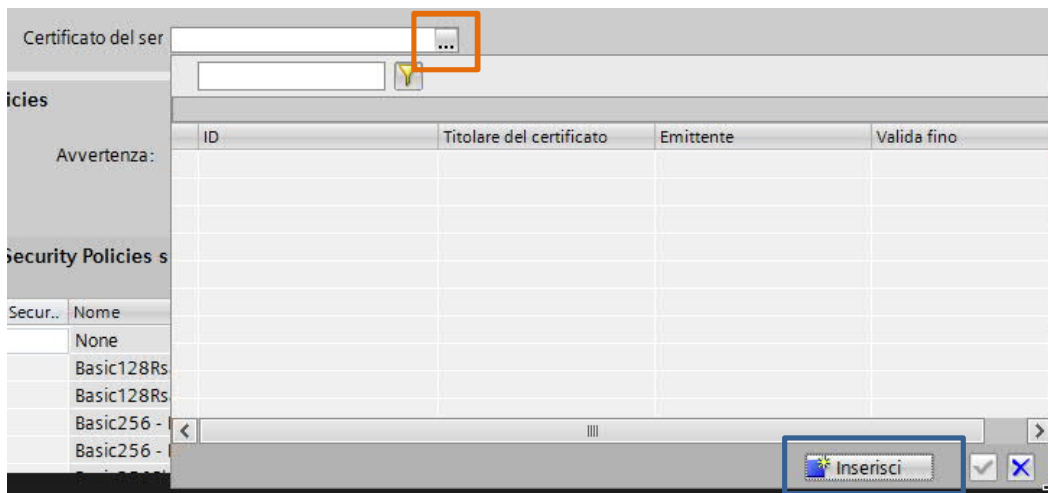 Certificato del ser
...
icies
ID Titolare del certificato Emittente Valida fino
Avvertenza:
Security Policies s
Secur.. Nome
None
Basic128Rs
Basic128Rs
Basic256 -
Basic256 -
Inserisci